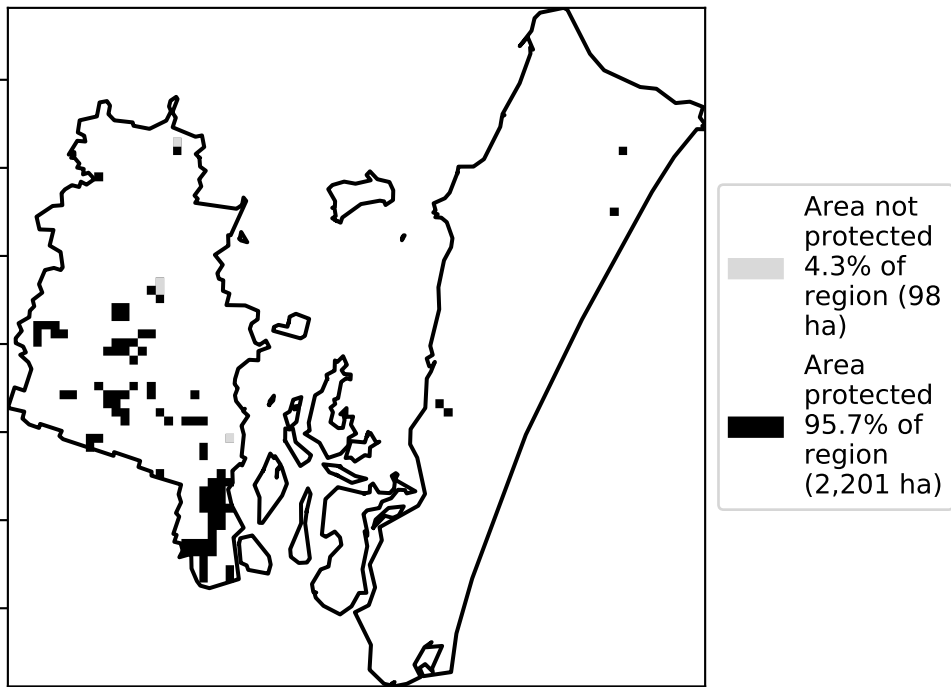 Area not
protected
4.3% of
region (98
ha)
Area
protected
95.7% of
region
(2,201 ha)